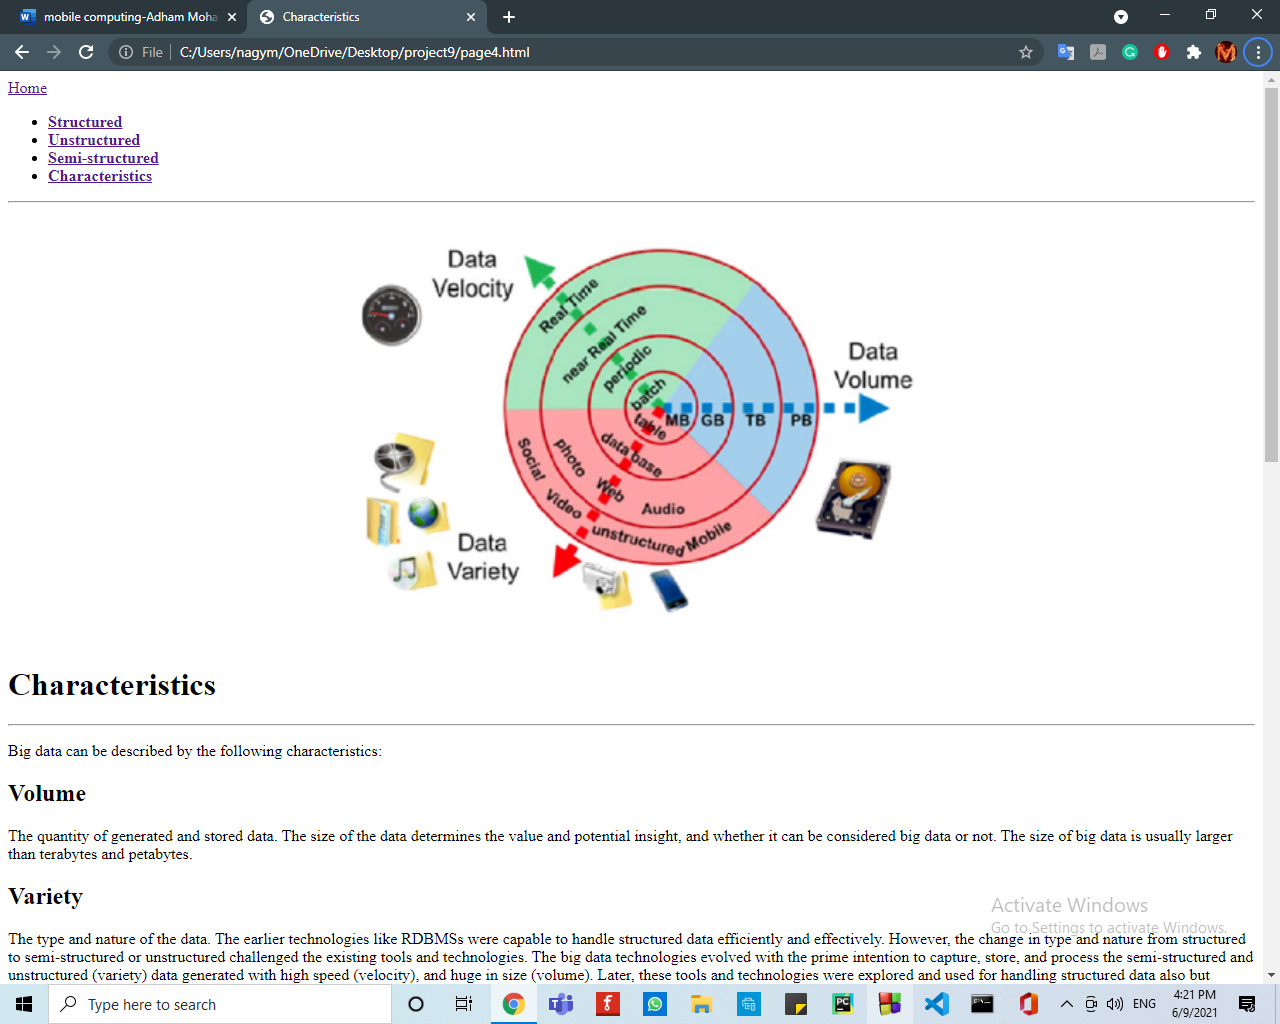 mobile computing-Adham Moha
Characteristics
File
C:/Users/nagym/OneDrive/Desktop/project9/page4.html
Home
Structured
Unstructured
Semi-structured
Characteristics
Data
Velocity
Real Time
near Real Time
periodic
batch
Data
Volume
MB GB TB PB
table
data base
photo
Web
Audio
Social
Video
unstructured
Mobile
Data
Variety
Characteristics
Big data can be described by the following characteristics:
Volume
The quantity of generated and stored data. The size of the data determines the value and potential insight, and whether it can be considered big data or not. The size of big data is usually larger
than terabytes and petabytes.
Variety
The type and nature of the data. The earlier technologies like RDBMSs were capable to handle structured data efficiently and effectively. However, the change in type and nature from structured
to semi-structured or unstructured challenged the existing tools and technologies. The big data technologies evolved with the prime intention to capture, store, and process the semi-structured and
unstructured (variety) data generated with high speed (velocity), and huge in size (volume). Later, these tools and technologies were explored and used for handling structured data also but
Activate Windows
Go to Settings to activate Windows.
Type here to search
ENG
4:21 PM
6/9/2021